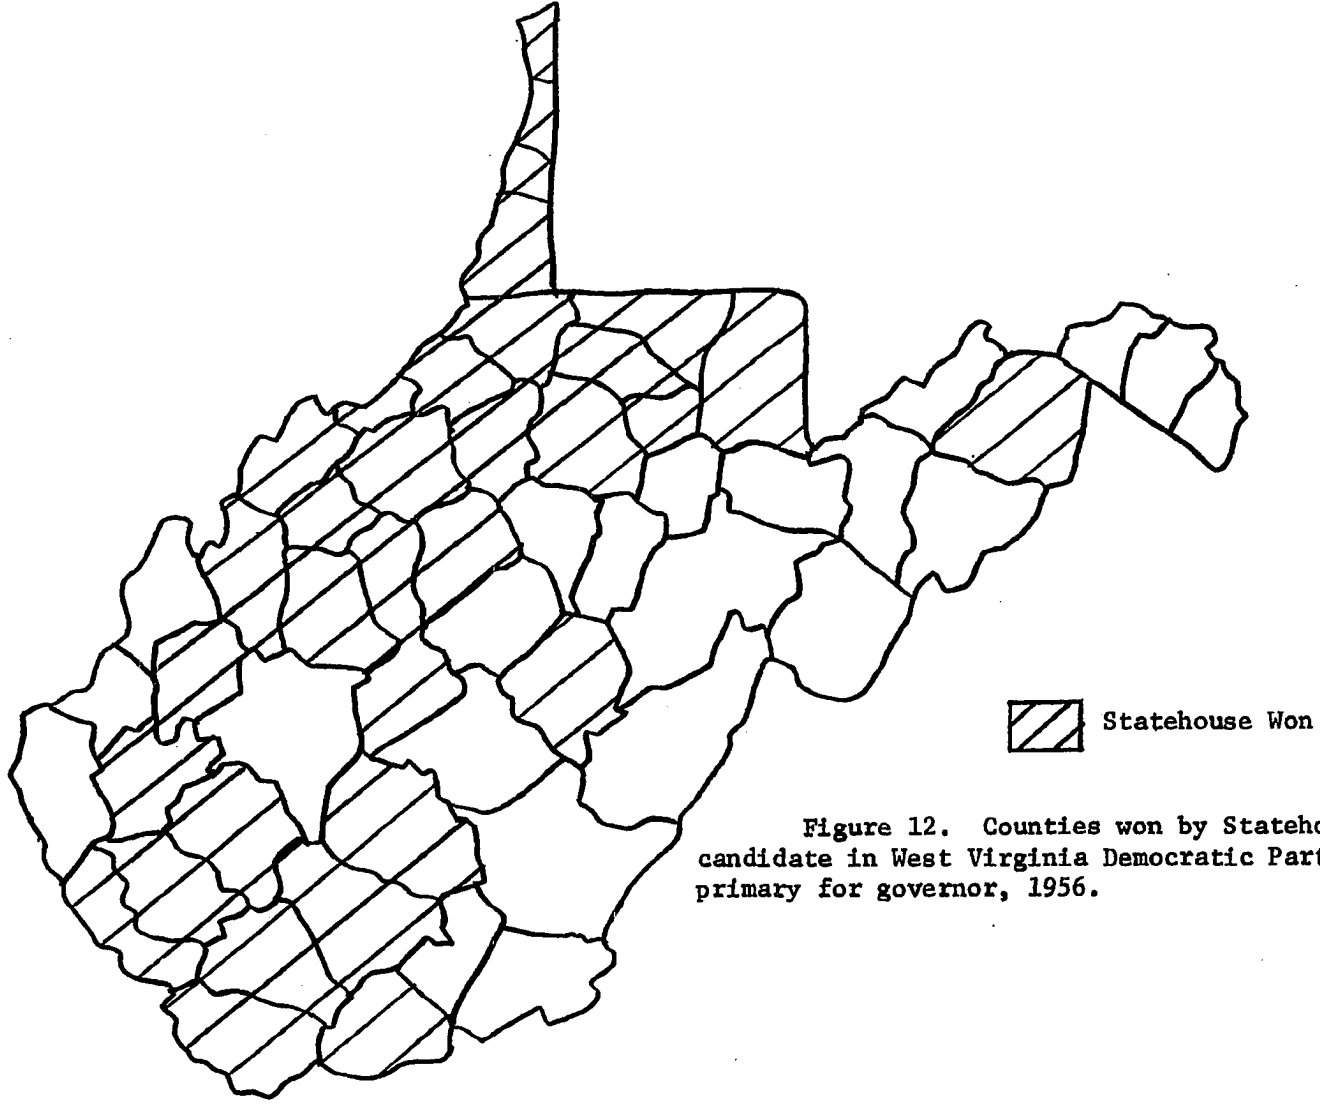 Statehouse Won
Figure 12. Counties won by Stateho
candidate in West Virginia Democratic Part
primary for governor, 1956.